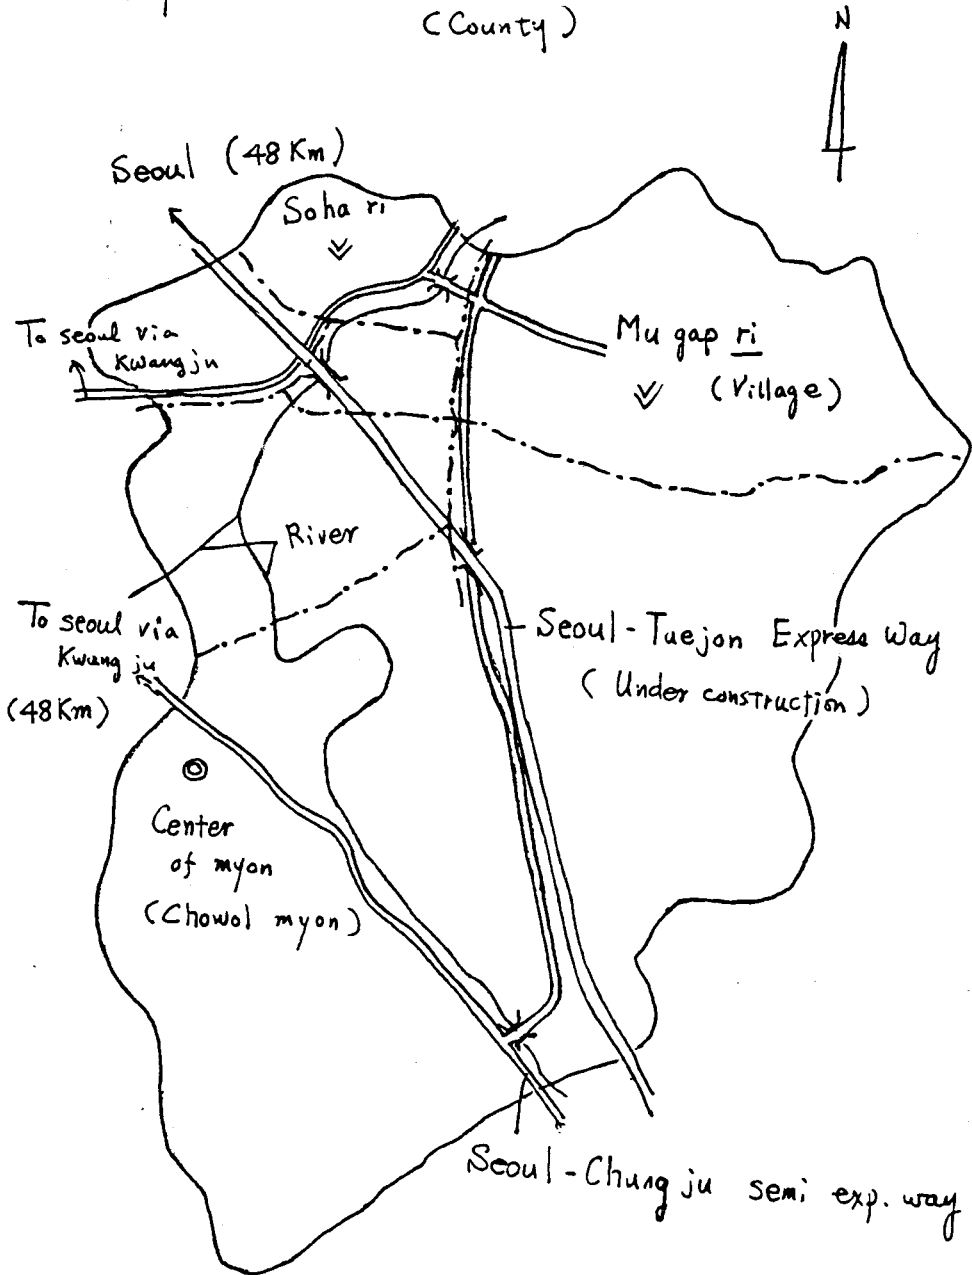 (County)
N
Seoul (48 Km)
Soha ri
To seoul via
Kwangju
Mu gap ri
(Village)
River
To seoul via
Kwang ju
(48 Km)
Seoul - Tuejon Express Way
(Under construction)
Center
of myon
(Chowol myon)
Seoul - Chung ju semi exp. way